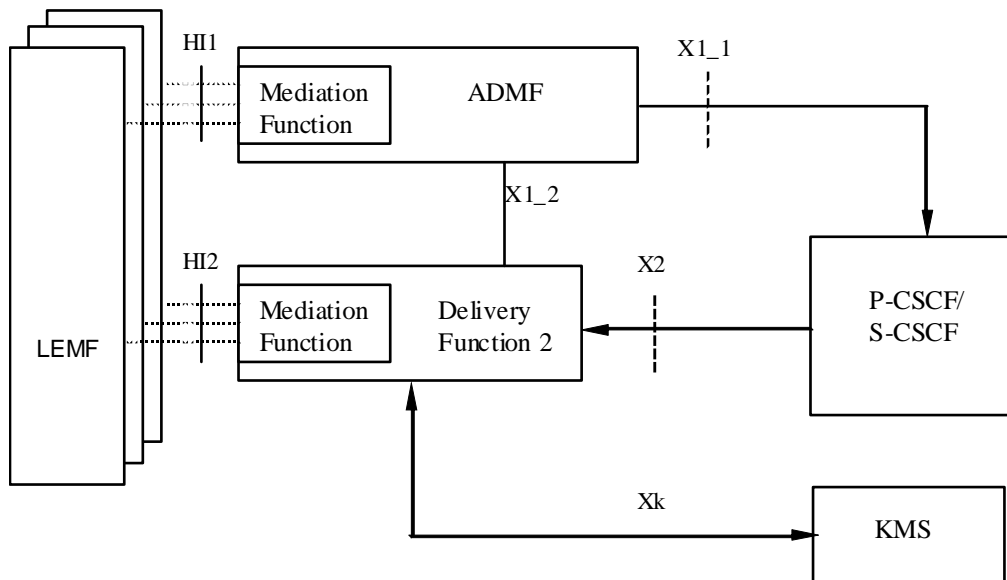 HI1
X1_1
Mediation
Function
ADMF
X1_2
HI2
X2
Mediation
Function
Delivery
Function 2
P-CSCF/
S-CSCF
LEMF
Xk
KMS